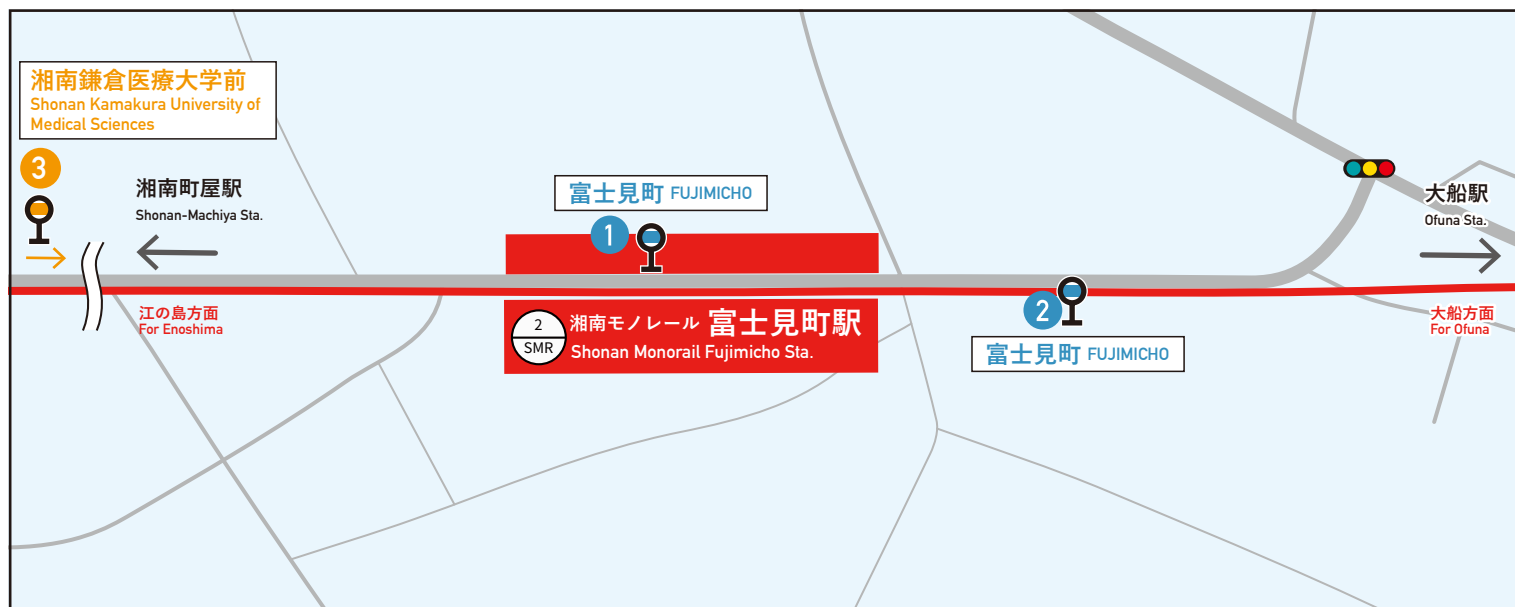 湘南鎌倉医療大学前
Shonan Kamakura University of
Medical Sciences
3
湘南町屋駅
Shonan-Machiya Sta.
江の島方面
For Enoshima
富士見町 FUJIMICHO
1
2
SMR
湘南モノレール 富士見町駅
Shonan Monorail Fujimicho Sta.
2
富士見町 FUJIMICHO
大船駅
Ofuna Sta.
大船方面
For Ofuna